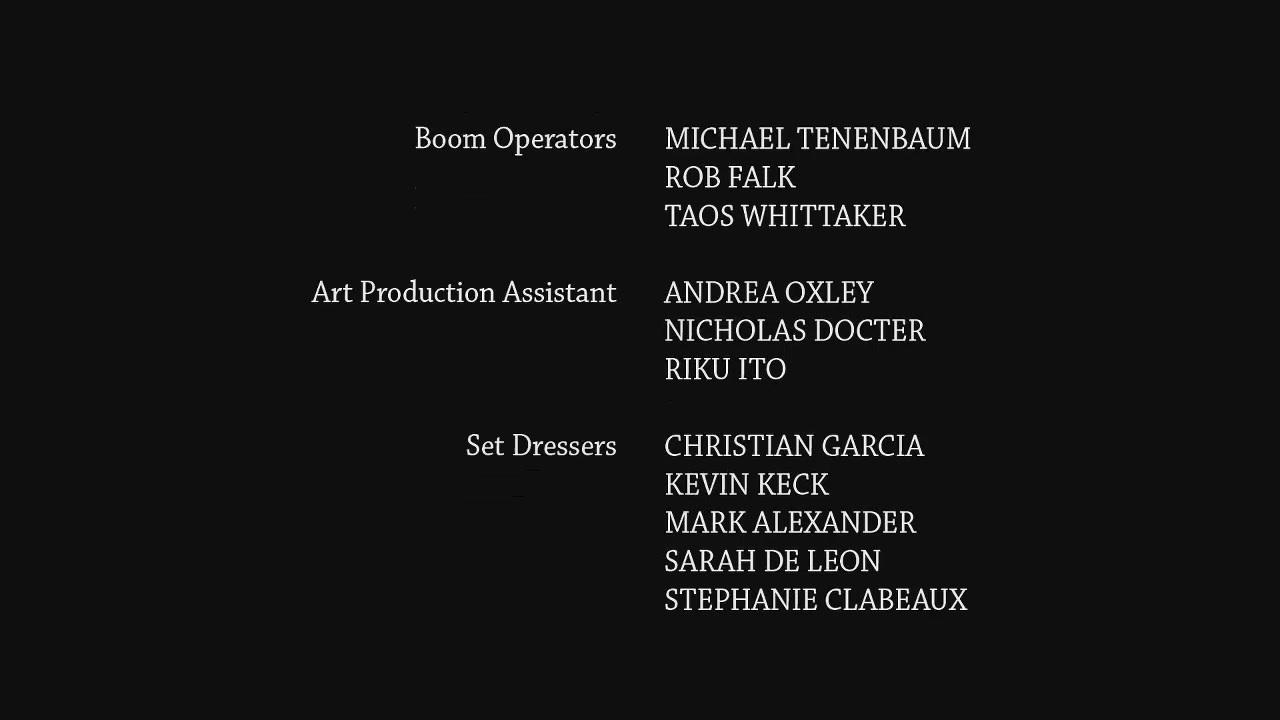 Boom Operators MICHAEL TENENBAUM
ROB FALK
TAOS WHITTAKER
Art Production Assistant ANDREA OXLEY
NICHOLAS DOCTER
RIKU ITO
Set Dressers CHRISTIAN GARCIA
KEVIN KECK
MARK ALEXANDER
SARAH DE LEON
STEPHANIE CLABEAUX